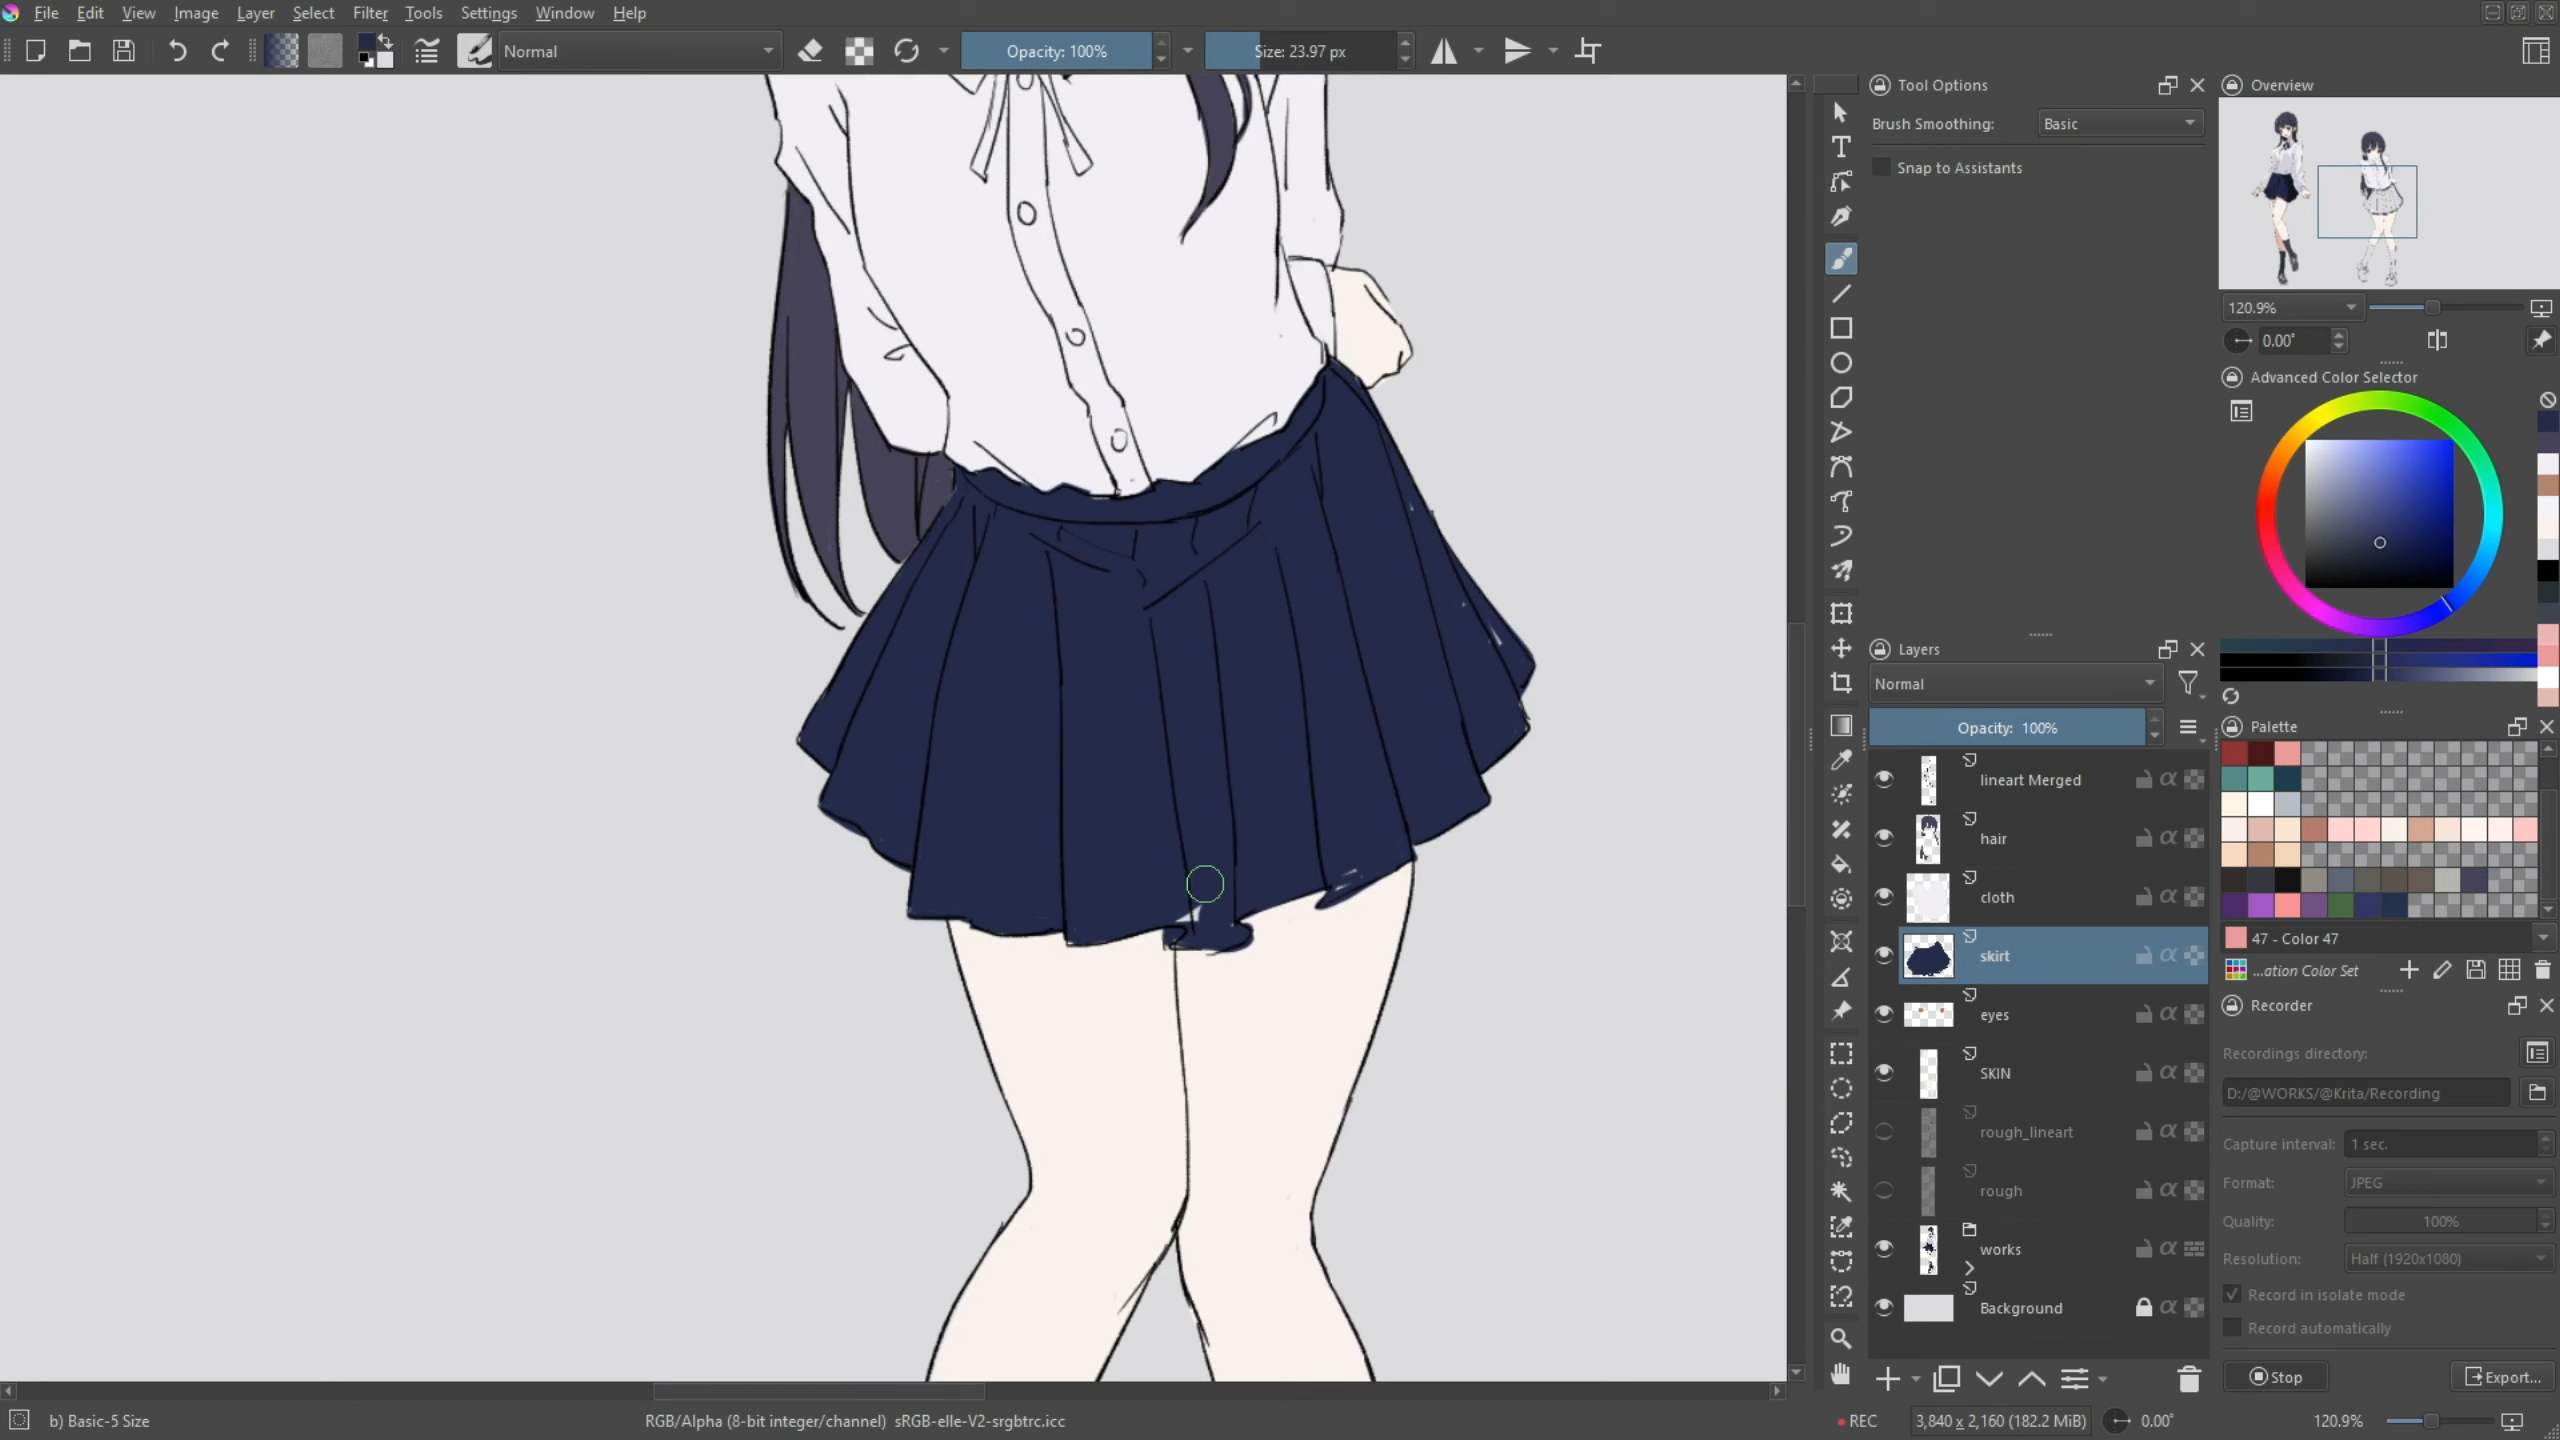 File Edit View Image Layer Select Filter Tools Settings Window Help
Normal
Opacity: 100%
Size: 23.97 px
Tool Options
Brush Smoothing: Basic
Snap to Assistants
Layers
Normal
Opacity: 100%
lineart Merged
hair
cloth
skirt
eyes
SKIN
rough_lineart
rough
works
Background
Overview
120.9%
0.00°
Advanced Color Selector
Palette
47 - Color 47
...ation Color Set
Recorder
Recordings directory:
D:/@WORKS/@Krita/Recording
Capture interval: 1 sec.
Format: JPEG
Quality: 100%
Resolution: Half (1920x1080)
Record in isolate mode
Record automatically
Stop
Export...
b) Basic-5 Size
RGB/Alpha (8-bit integer/channel) sRGB-elle-V2-srgbtrc.icc
REC
3,840 x 2,160 (182.2 MiB)
0.00°
120.9%